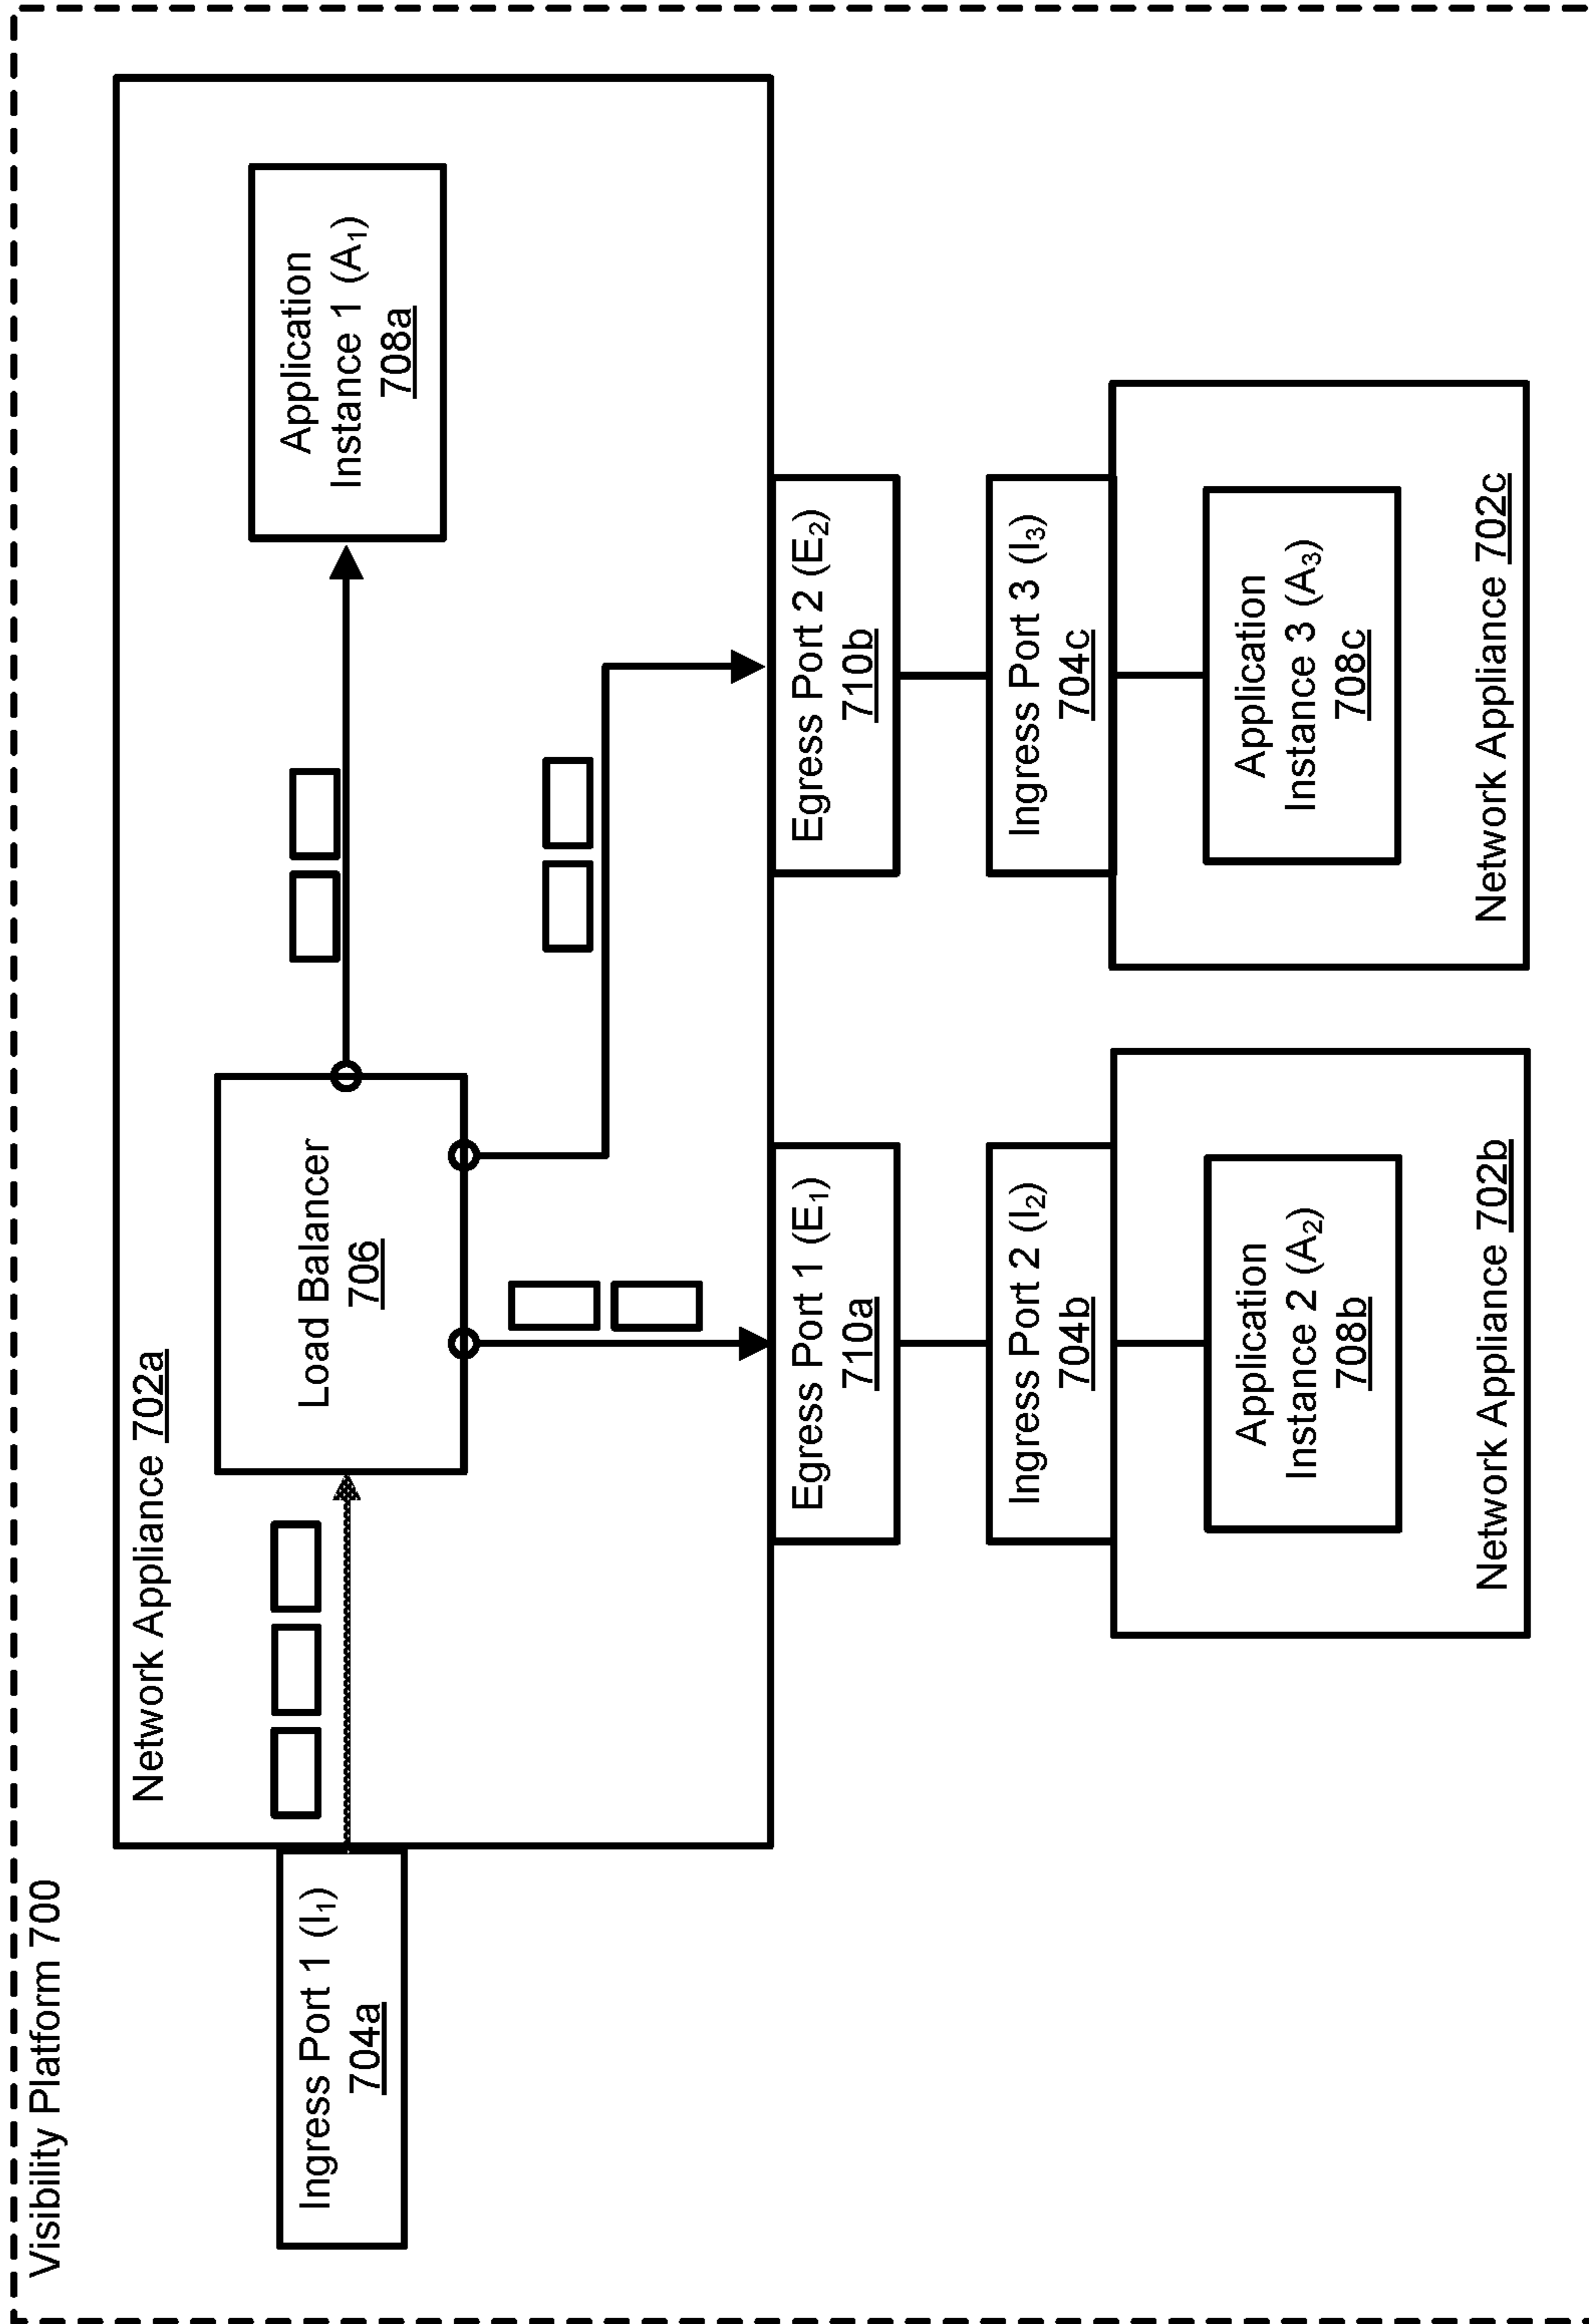 Visibility Platform 700
Network Appliance 702a
Ingress Port 1 (I₁)
704a
Load Balancer
706
Application
Instance 1 (A₁)
708a
Egress Port 1 (E₁)
710a
Egress Port 2 (E₂)
710b
Ingress Port 2 (I₂)
704b
Ingress Port 3 (I₃)
704c
Application
Instance 2 (A₂)
708b
Network Appliance 702b
Application
Instance 3 (A₃)
708c
Network Appliance 702c